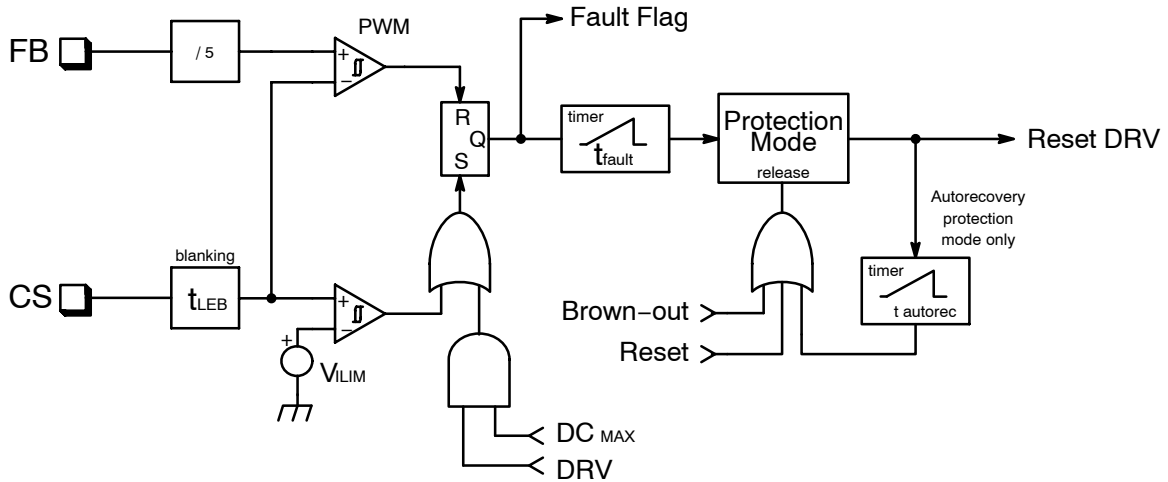 Fault Flag
FB
/ 5
PWM
+
−
R
Q
S
timer
tfault
Protection
Mode
release
Reset DRV
Autorecovery
protection
mode only
blanking
CS
tLEB
+
−
+
VILIM
timer
t autorec
Brown−out
Reset
DC MAX
DRV